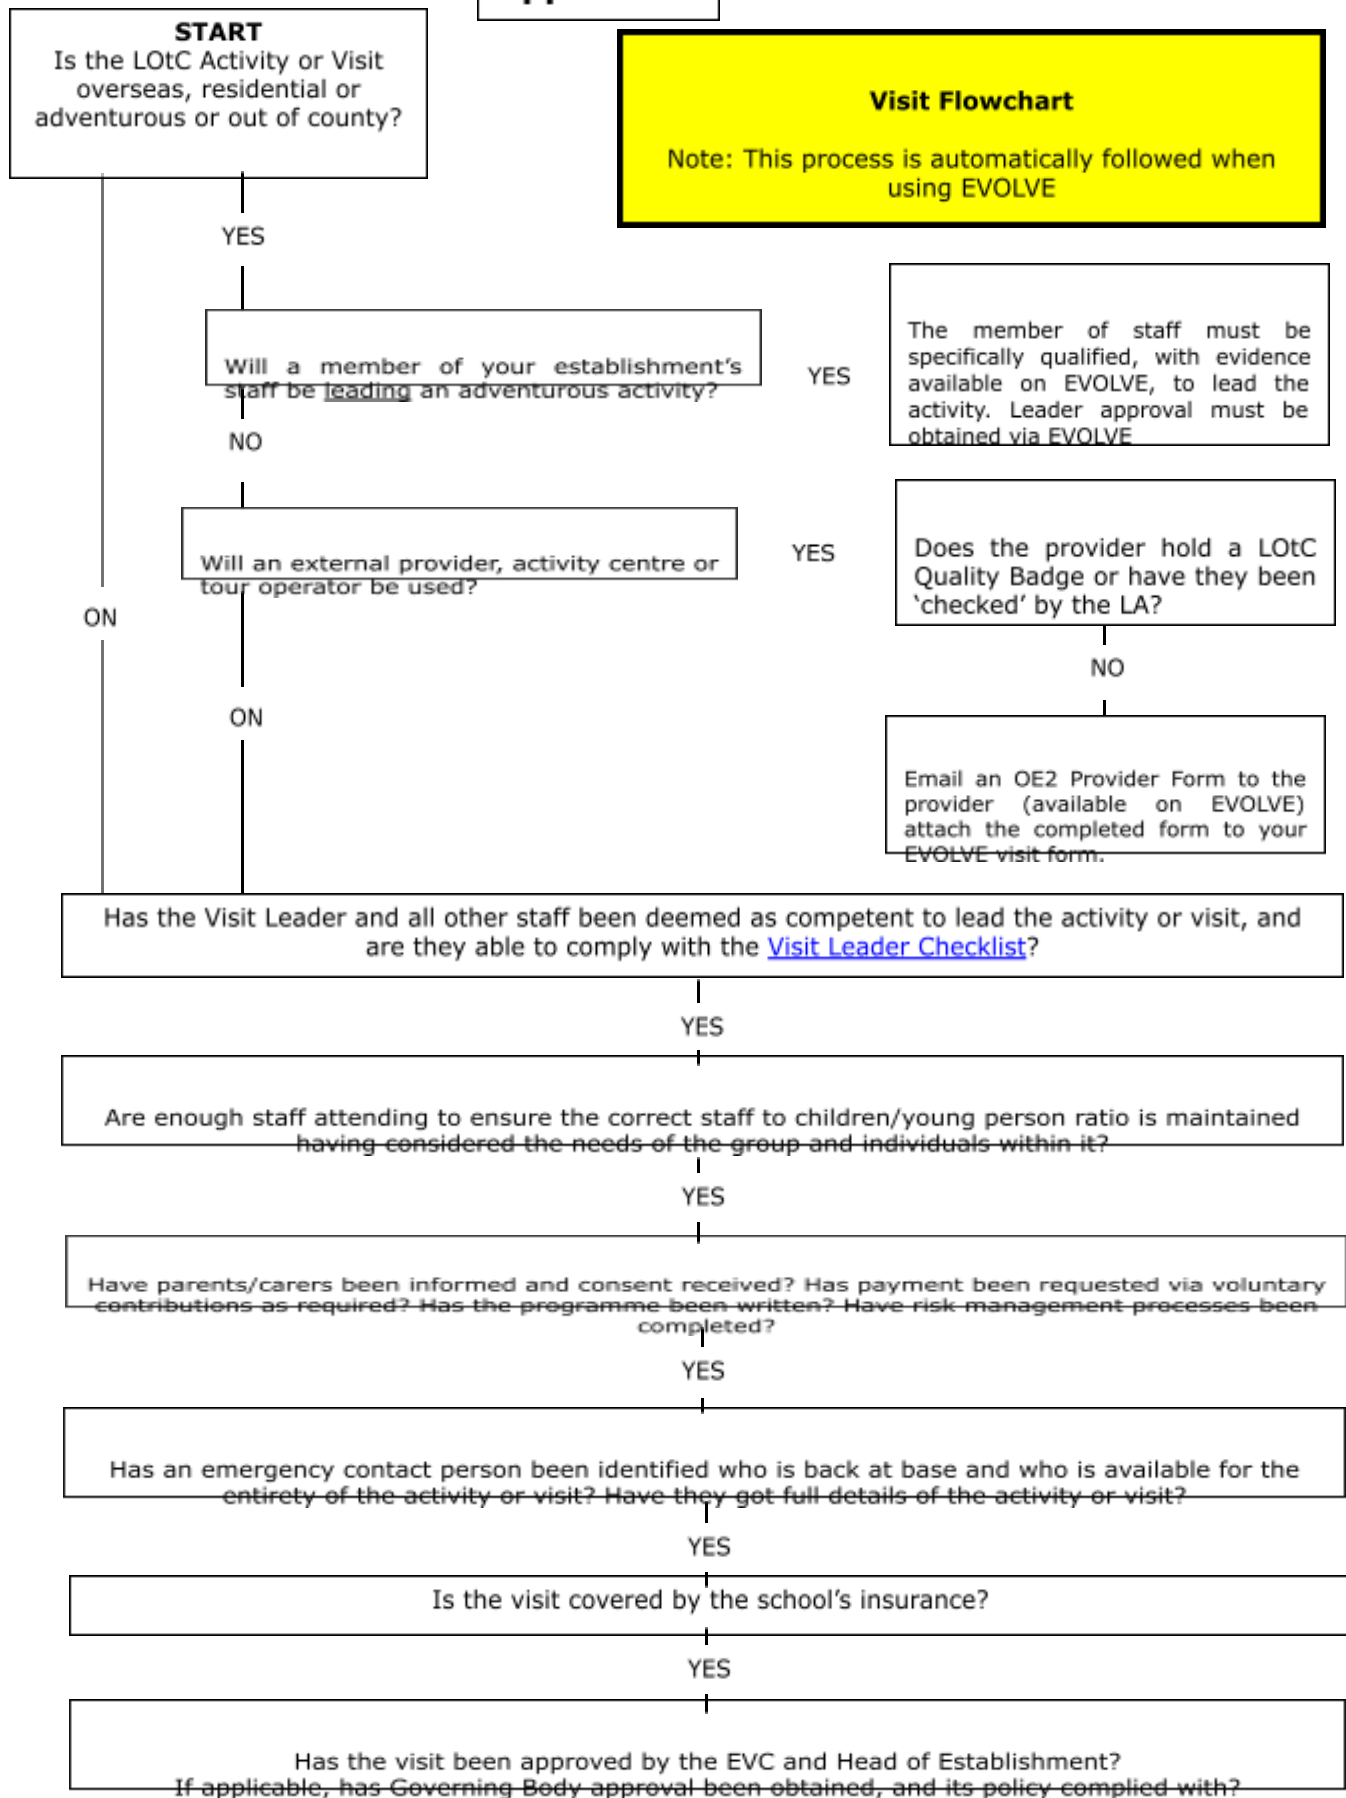 START
Is the LOtC Activity or Visit
overseas, residential or
adventurous or out of county?
Visit Flowchart
Note: This process is automatically followed when
using EVOLVE
YES
Will a member of your establishment's
staff be leading an adventurous activity?
YES
The member of staff must be
specifically qualified, with evidence
available on EVOLVE, to lead the
activity. Leader approval must be
obtained via EVOLVE
NO
Will an external provider, activity centre or
tour operator be used?
YES
Does the provider hold a LOtC
Quality Badge or have they been
‘checked’ by the LA?
ON
NO
ON
Email an OE2 Provider Form to the
provider (available on EVOLVE)
attach the completed form to your
EVOLVE visit form.
Has the Visit Leader and all other staff been deemed as competent to lead the activity or visit, and
are they able to comply with the Visit Leader Checklist?
YES
Are enough staff attending to ensure the correct staff to children/young person ratio is maintained
having considered the needs of the group and individuals within it?
YES
Have parents/carers been informed and consent received? Has payment been requested via voluntary
contributions as required? Has the programme been written? Have risk management processes been
completed?
YES
Has an emergency contact person been identified who is back at base and who is available for the
entirety of the activity or visit? Have they got full details of the activity or visit?
YES
Is the visit covered by the school’s insurance?
YES
Has the visit been approved by the EVC and Head of Establishment?
If applicable, has Governing Body approval been obtained, and its policy complied with?